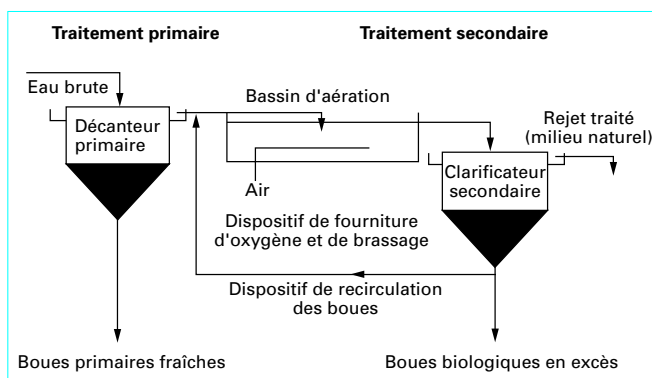 Traitement primaire
Traitement secondaire
Eau brute
Bassin d'aération
Rejet traité
(milieu naturel)
Décanteur
primaire
Clarificateur
secondaire
Air
Dispositif de fourniture
d'oxygène et de brassage
Dispositif de recirculation
des boues
Boues primaires fraîches
Boues biologiques en excès